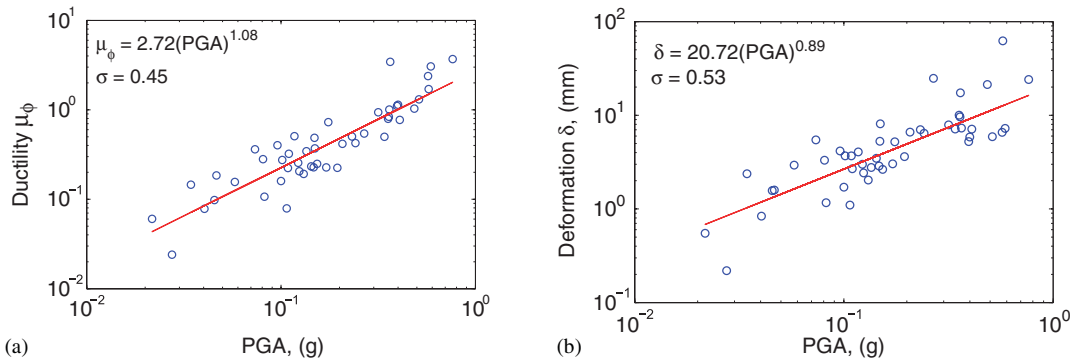 μϕ = 2.72(PGA)^1.08
σ = 0.45
10^1
10^0
10^-1
10^-2
Ductility μϕ
10^-2
10^-1
10^0
PGA, (g)
(a)
δ = 20.72(PGA)^0.89
σ = 0.53
10^2
10^1
10^0
10^-1
Deformation δ, (mm)
10^-2
10^-1
10^0
PGA, (g)
(b)